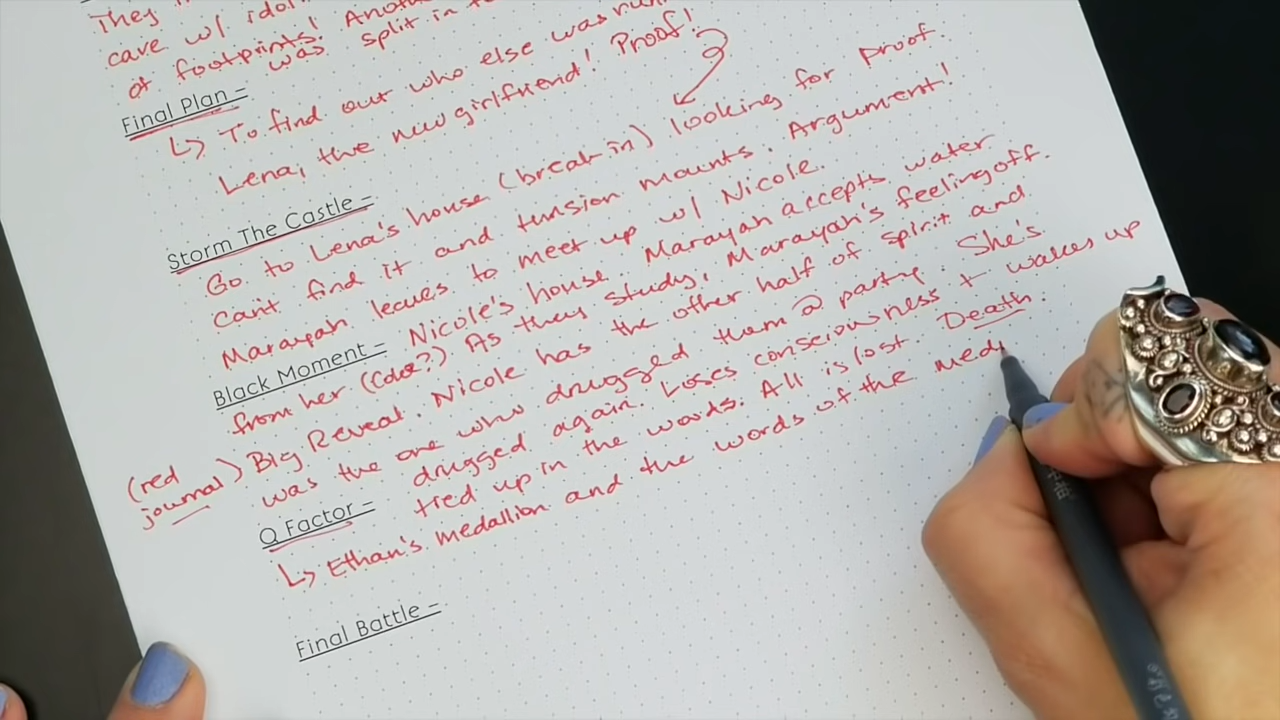 They
cave w/ idol
of footprints! Anoth
was split in
Final Plan =
↳ To find out who else was run
Lena, the new girlfriend! Proof!
Storm The Castle =
Go to Lena's house (break in) looking for proof.
Can't find it and tension mounts. Argument!
Marayah leaves to meet up w/ Nicole.
Black Moment = Nicole's house. Marayah accepts water
from her (Coke?). As they study, Marayah's feeling off.
(red journal) Big Reveal. Nicole has the other half of spirit and
was the one who drugged them @ party. She's
Q Factor = drugged again. Loses consciowness + wakes up
tied up in the woods. All is lost. Death.
↳ Ethan's medallion and the words of the medi
Final Battle =